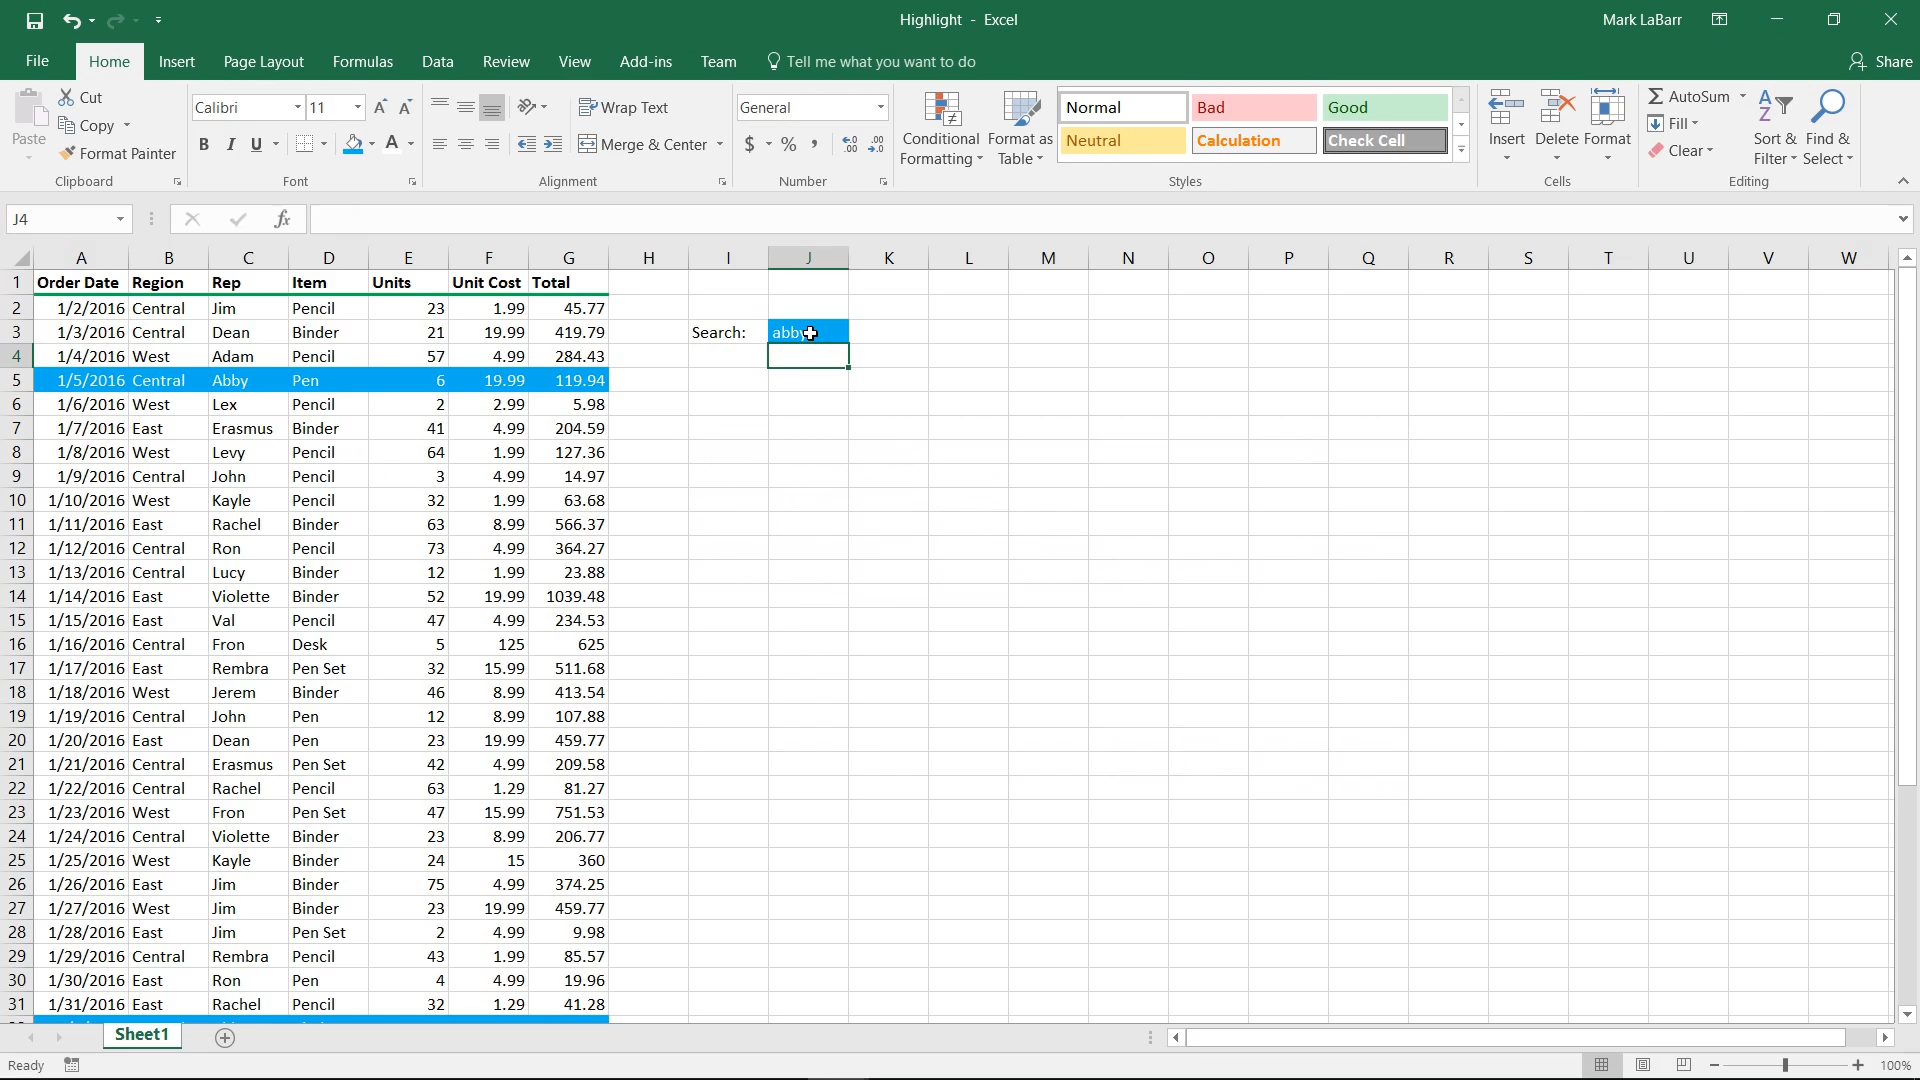 Highlight - Excel
Mark LaBarr
File Home Insert Page Layout Formulas Data Review View Add-ins Team Tell me what you want to do Share
Paste
Cut
Copy
Format Painter
Clipboard
Calibri 11
B I U
Font
Wrap Text
Merge & Center
Alignment
General
$ % ,
Number
Conditional Formatting
Format as Table
Normal Bad Good
Neutral Calculation Check Cell
Styles
Insert Delete Format
Cells
AutoSum
Fill
Clear
Sort & Filter
Find & Select
Editing
J4 fx
A B C D E F G H I J K L M N O P Q R S T U V W
1 Order Date Region Rep Item Units Unit Cost Total
2 1/2/2016 Central Jim Pencil 23 1.99 45.77
3 1/3/2016 Central Dean Binder 21 19.99 419.79 Search: abby
4 1/4/2016 West Adam Pencil 57 4.99 284.43
5 1/5/2016 Central Abby Pen 6 19.99 119.94
6 1/6/2016 West Lex Pencil 2 2.99 5.98
7 1/7/2016 East Erasmus Binder 41 4.99 204.59
8 1/8/2016 West Levy Pencil 64 1.99 127.36
9 1/9/2016 Central John Pencil 3 4.99 14.97
10 1/10/2016 West Kayle Pencil 32 1.99 63.68
11 1/11/2016 East Rachel Binder 63 8.99 566.37
12 1/12/2016 Central Ron Pencil 73 4.99 364.27
13 1/13/2016 Central Lucy Binder 12 1.99 23.88
14 1/14/2016 East Violette Binder 52 19.99 1039.48
15 1/15/2016 East Val Pencil 47 4.99 234.53
16 1/16/2016 Central Fron Desk 5 125 625
17 1/17/2016 East Rembra Pen Set 32 15.99 511.68
18 1/18/2016 West Jerem Binder 46 8.99 413.54
19 1/19/2016 Central John Pen 12 8.99 107.88
20 1/20/2016 East Dean Pen 23 19.99 459.77
21 1/21/2016 Central Erasmus Pen Set 42 4.99 209.58
22 1/22/2016 Central Rachel Pencil 63 1.29 81.27
23 1/23/2016 West Fron Pen Set 47 15.99 751.53
24 1/24/2016 Central Violette Binder 23 8.99 206.77
25 1/25/2016 West Kayle Binder 24 15 360
26 1/26/2016 East Jim Binder 75 4.99 374.25
27 1/27/2016 West Jim Binder 23 19.99 459.77
28 1/28/2016 East Jim Pen Set 2 4.99 9.98
29 1/29/2016 Central Rembra Pencil 43 1.99 85.57
30 1/30/2016 East Ron Pen 4 4.99 19.96
31 1/31/2016 East Rachel Pencil 32 1.29 41.28
Sheet1
Ready 100%